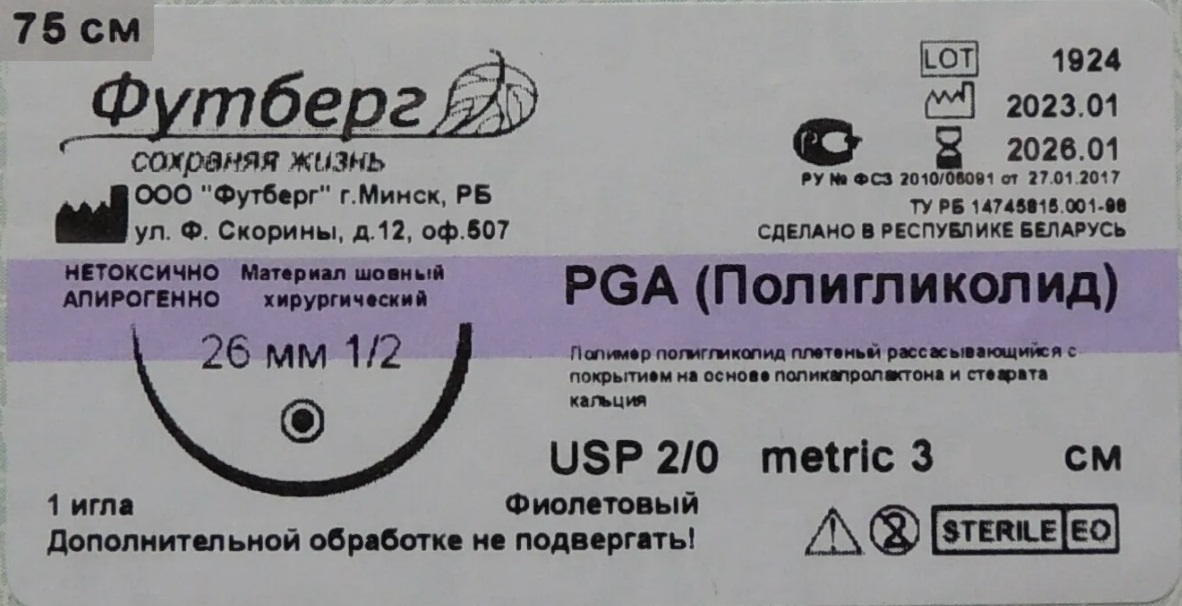 75 см
Футберг
сохраняя жизнь
ООО "Футберг" г.Минск, РБ
ул. Ф. Скорины, д.12, оф.507
LOT 1924
2023.01
2026.01
РУ № ФСЗ 2010/06091 от 27.01.2017
ТУ РБ 14745815.001-98
СДЕЛАНО В РЕСПУБЛИКЕ БЕЛАРУСЬ
НЕТОКСИЧНО
АПИРОГЕННО
Материал шовный
хирургический
PGA (Полигликолид)
26 мм 1/2
Полимер полигликолид плетеный рассасывающийся с
покрытием на основе поликапролактона и стеарата
кальция
USP 2/0 metric 3 см
1 игла
Фиолетовый
Дополнительной обработке не подвергать!
2
STERILE EO